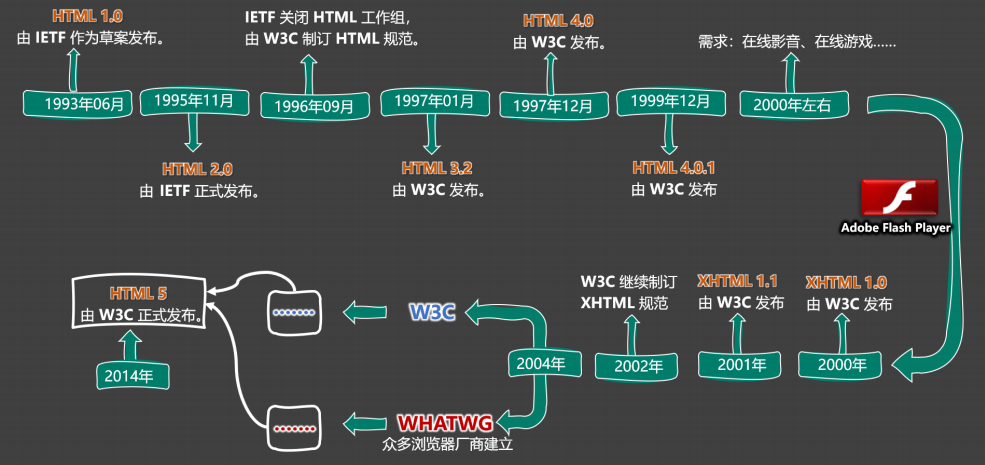 HTML 1.0
由 IETF 作为草案发布。
1993年06月
1995年11月
HTML 2.0
由 IETF 正式发布。
IETF 关闭 HTML 工作组，
由 W3C 制订 HTML 规范。
1996年09月
1997年01月
HTML 3.2
由 W3C 发布。
HTML 4.0
由 W3C 发布。
1997年12月
1999年12月
HTML 4.0.1
由 W3C 发布
需求：在线影音、在线游戏......
2000年左右
Adobe Flash Player
XHTML 1.0
由 W3C 发布
2000年
XHTML 1.1
由 W3C 发布
2001年
W3C 继续制订
XHTML 规范
2002年
2004年
W3C
WHATWG
众多浏览器厂商建立
HTML 5
由 W3C 正式发布。
2014年